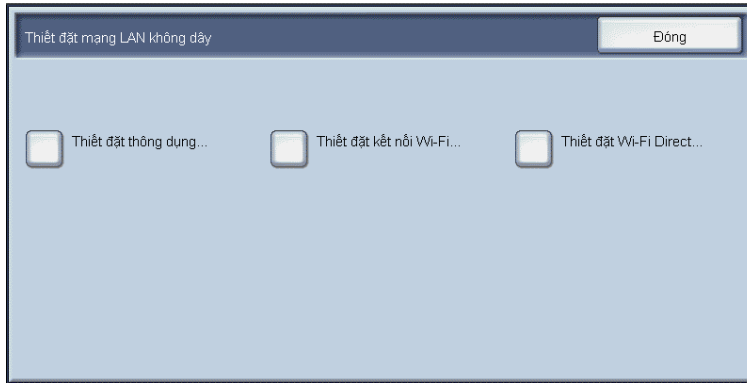 Thiết đặt mạng LAN không dây
Đóng
Thiết đặt thông dụng...
Thiết đặt kết nối Wi-Fi...
Thiết đặt Wi-Fi Direct...